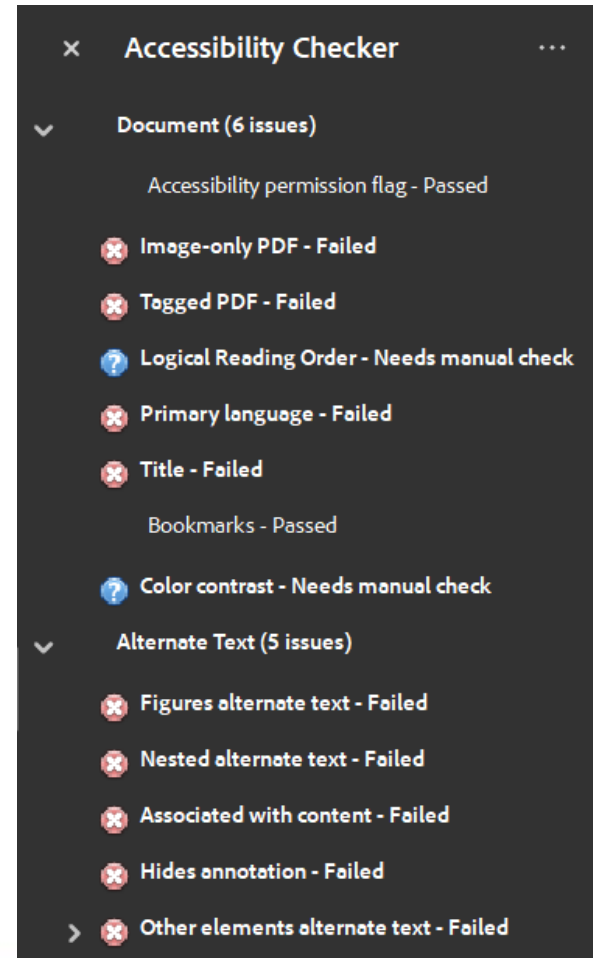 Accessibility Checker
Document (6 issues)
Accessibility permission flag - Passed
Image-only PDF - Failed
Tagged PDF - Failed
Logical Reading Order - Needs manual check
Primary language - Failed
Title - Failed
Bookmarks - Passed
Color contrast - Needs manual check
Alternate Text (5 issues)
Figures alternate text - Failed
Nested alternate text - Failed
Associated with content - Failed
Hides annotation - Failed
Other elements alternate text - Failed